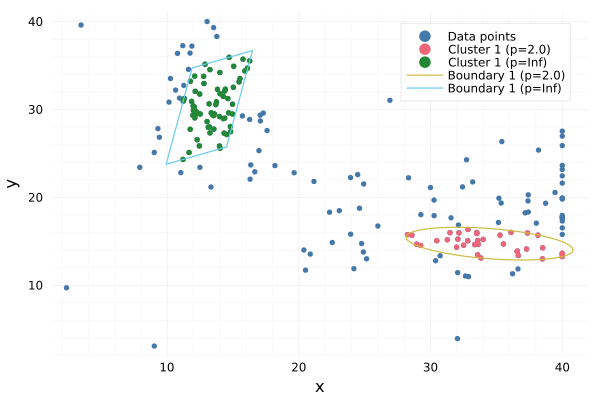 40
30
20
10
10
20
30
40
x
y
Data points
Cluster 1 (p=2.0)
Cluster 1 (p=Inf)
Boundary 1 (p=2.0)
Boundary 1 (p=Inf)